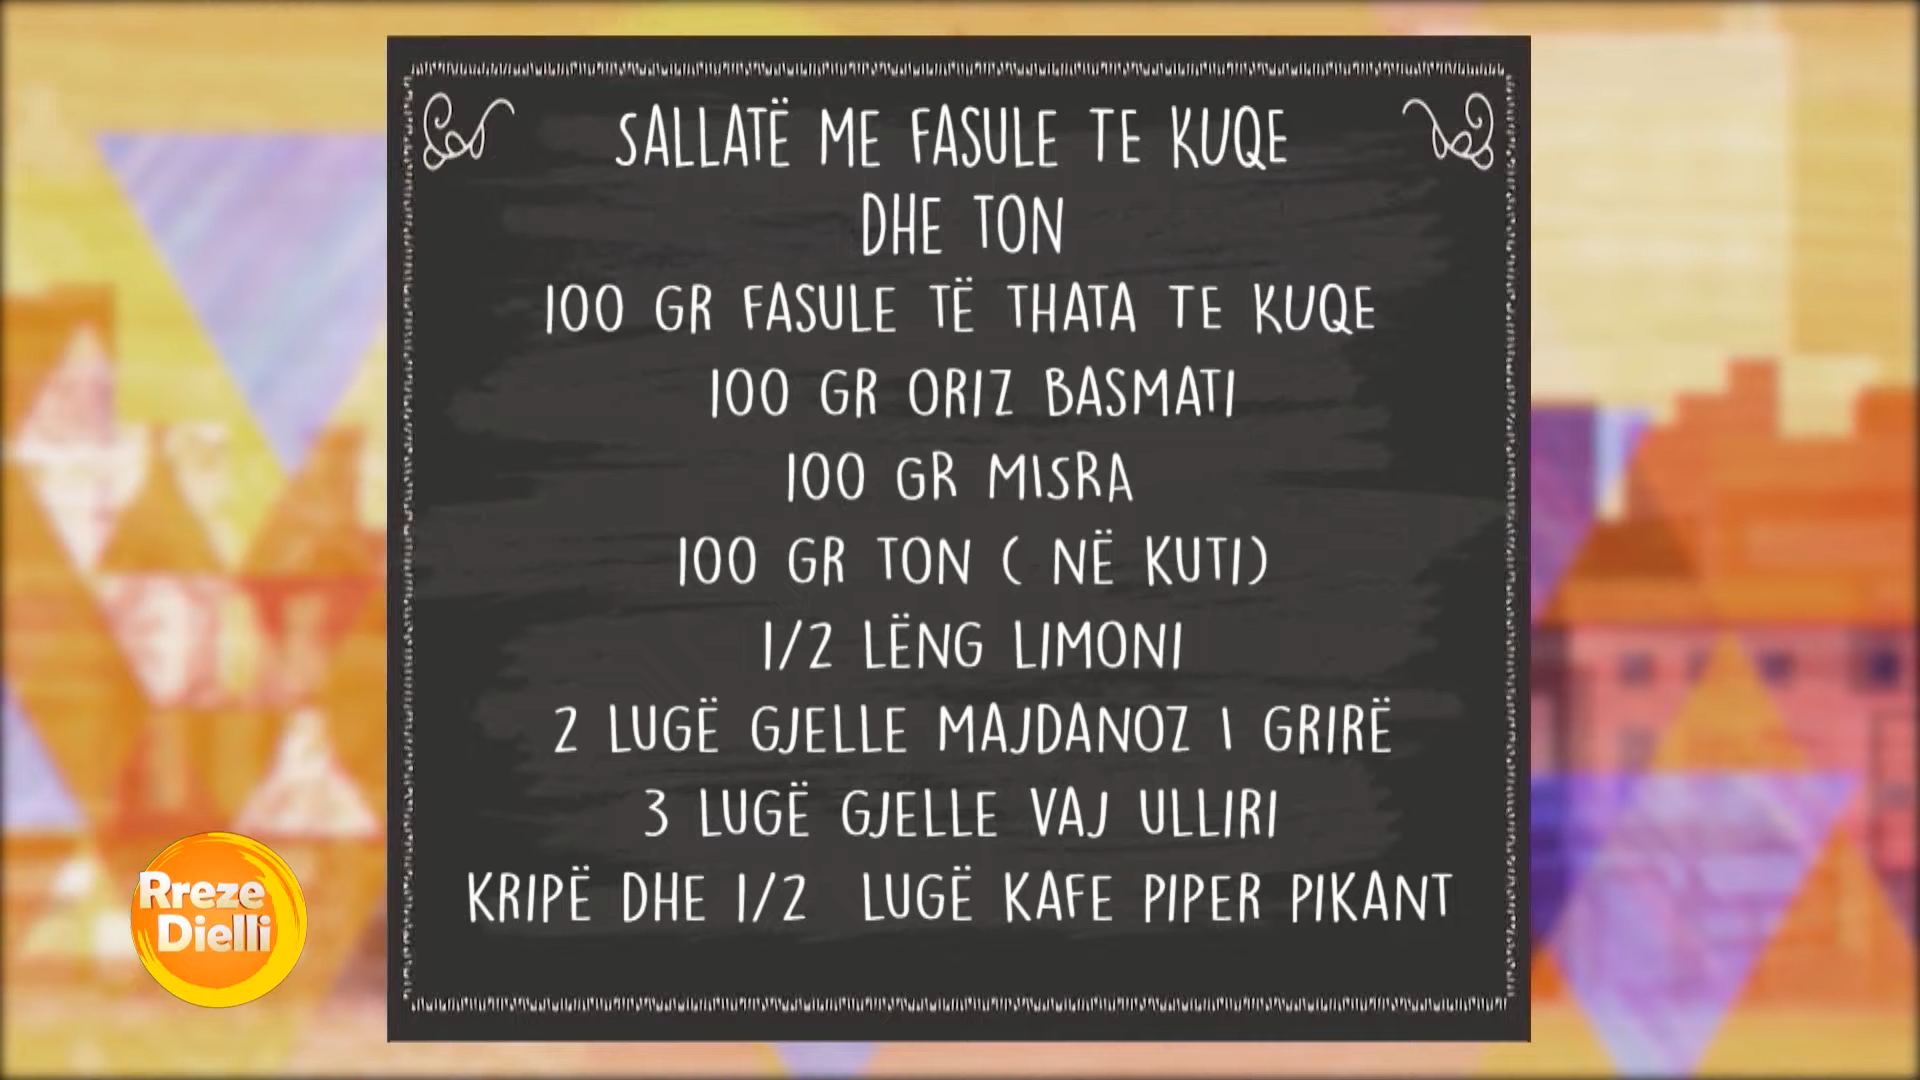 SALLATË ME FASULE TE KUQE
DHE TON
100 GR FASULE TË THATA TE KUQE
100 GR ORIZ BASMATI
100 GR MISRA
100 GR TON ( NË KUTI)
1/2 LËNG LIMONI
2 LUGË GJELLE MAJDANOZ I GRIRË
3 LUGË GJELLE VAJ ULLIRI
KRIPË DHE 1/2 LUGË KAFE PIPER PIKANT
Rreze
Dielli